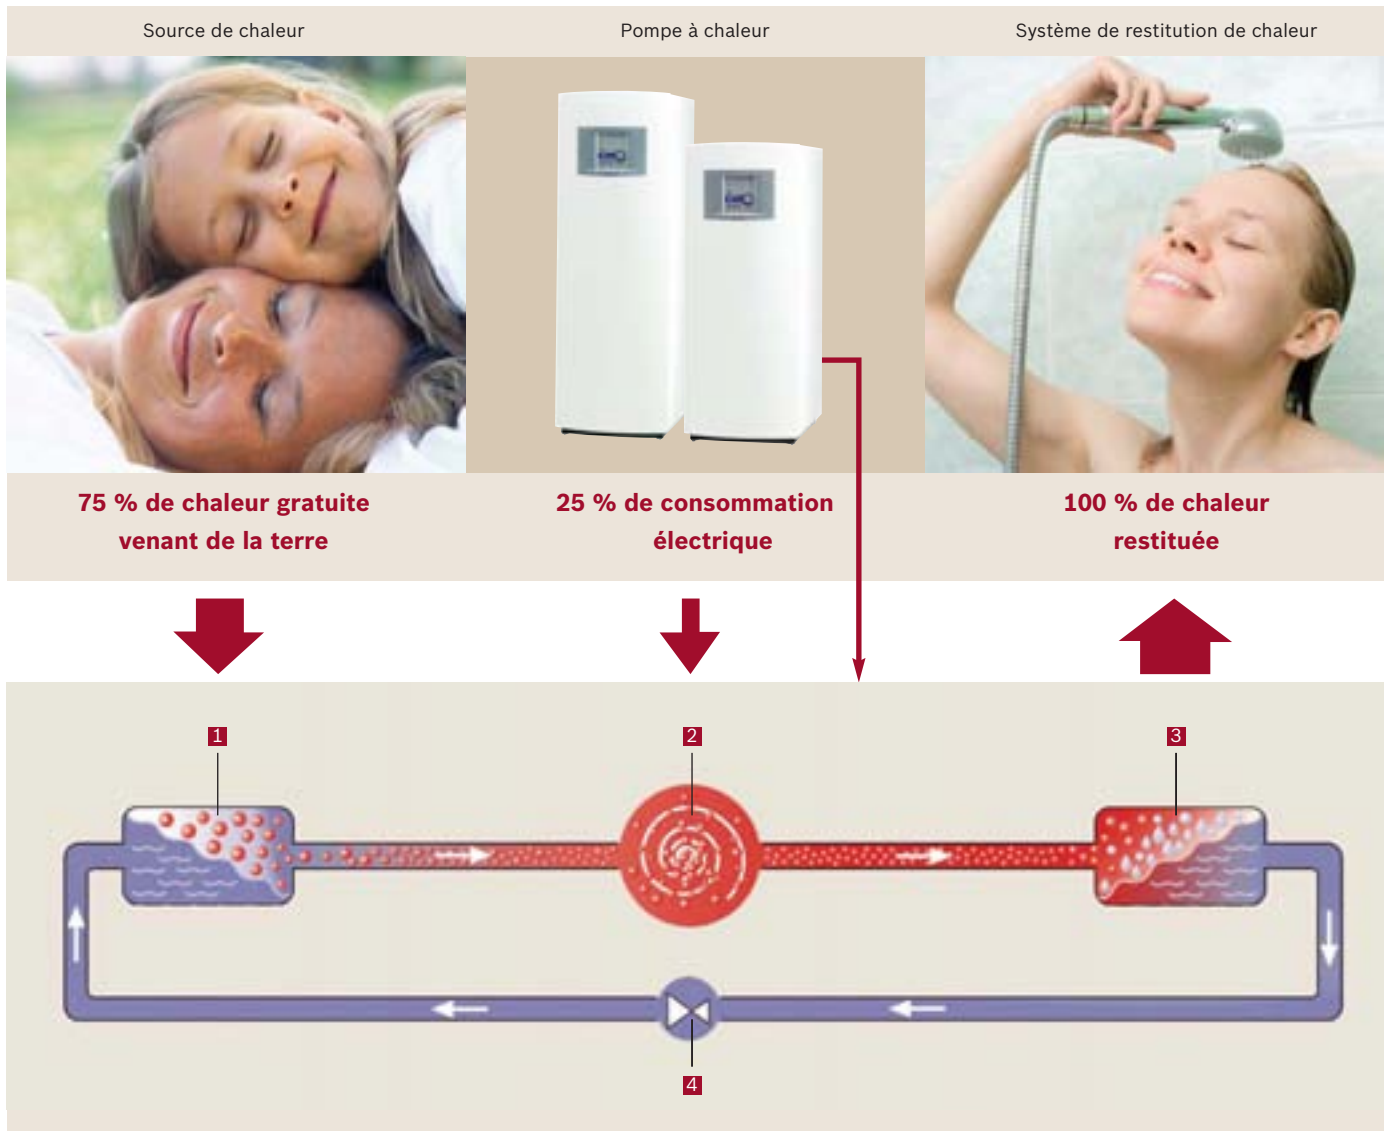 Source de chaleur
Pompe à chaleur
Système de restitution de chaleur
75 % de chaleur gratuite
venant de la terre
25 % de consommation
électrique
100 % de chaleur
restituée
1
2
3
4